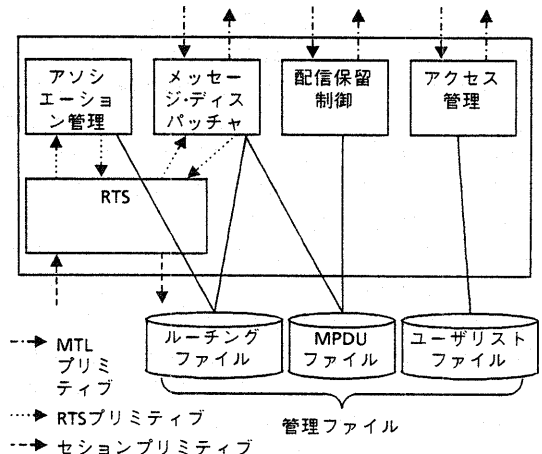 アソシ
エーショ
ン管理
メッセー
ジ・ディス
パッチャ
配信保留
制御
アクセス
管理
RTS
ルーチング
ファイル
MPDU
ファイル
ユーザリスト
ファイル
管理ファイル
MTL
プリミ
ティブ
RTSプリミティブ
セションプリミティブ